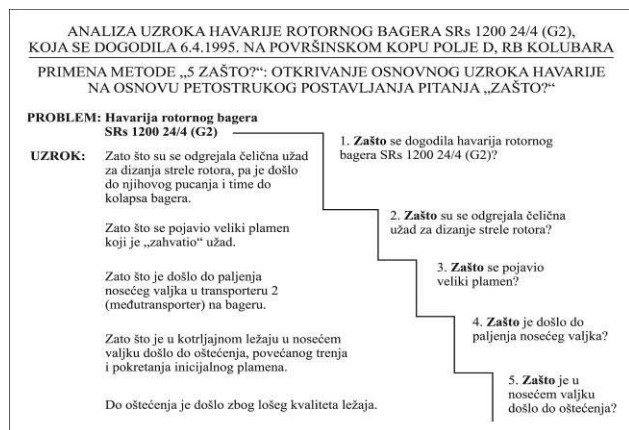 ANALIZA UZROKA HAVARIJE ROTORNOG BAGERA SRs 1200 24/4 (G2),
KOJA SE DOGODILA 6.4.1995. NA POVRŠINSKOM KOPU POLJE D, RB KOLUBARA
PRIMENA METODE „5 ZAŠTO?“: OTKRIVANJE OSNOVNOG UZROKA HAVARIJE
NA OSNOVU PETOSTRUKOG POSTAVLJANJA PITANJA „ZAŠTO?“
PROBLEM: Havarija rotornog bagera
SRs 1200 24/4 (G2)
1. Zašto se dogodila havarija rotornog
bagera SRs 1200 24/4 (G2)?
UZROK: Zato što su se odgrejala čelična užad
za dizanja strele rotora, pa je došlo
do njihovog pucanja i time do
kolapsa bagera.
2. Zašto su se odgrejala čelična
užad za dizanje strele rotora?
Zato što se pojavio veliki plamen
koji je „zahvatio“ užad.
3. Zašto se pojavio
veliki plamen?
Zato što je došlo do paljenja
nosećeg valjka u transporteru 2
(međutransporter) na bageru.
4. Zašto je došlo do
paljenja nosećeg valjka?
Zato što je u kotrljajnom ležaju u nosećem
valjku došlo do oštećenja, povećanog trenja
i pokretanja inicijalnog plamena.
5. Zašto je u
nosećem valjku
došlo do oštećenja?
Do oštećenja je došlo zbog lošeg kvaliteta ležaja.